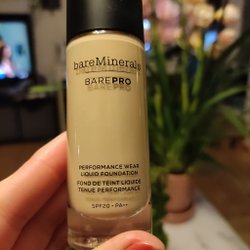 bareMinerals
BAREPRO
PERFORMANCE WEAR
LIQUID FOUNDATION
FOND DE TEINT LIQUIDE
TENUE PERFORMANCE
SPF20 • PA++